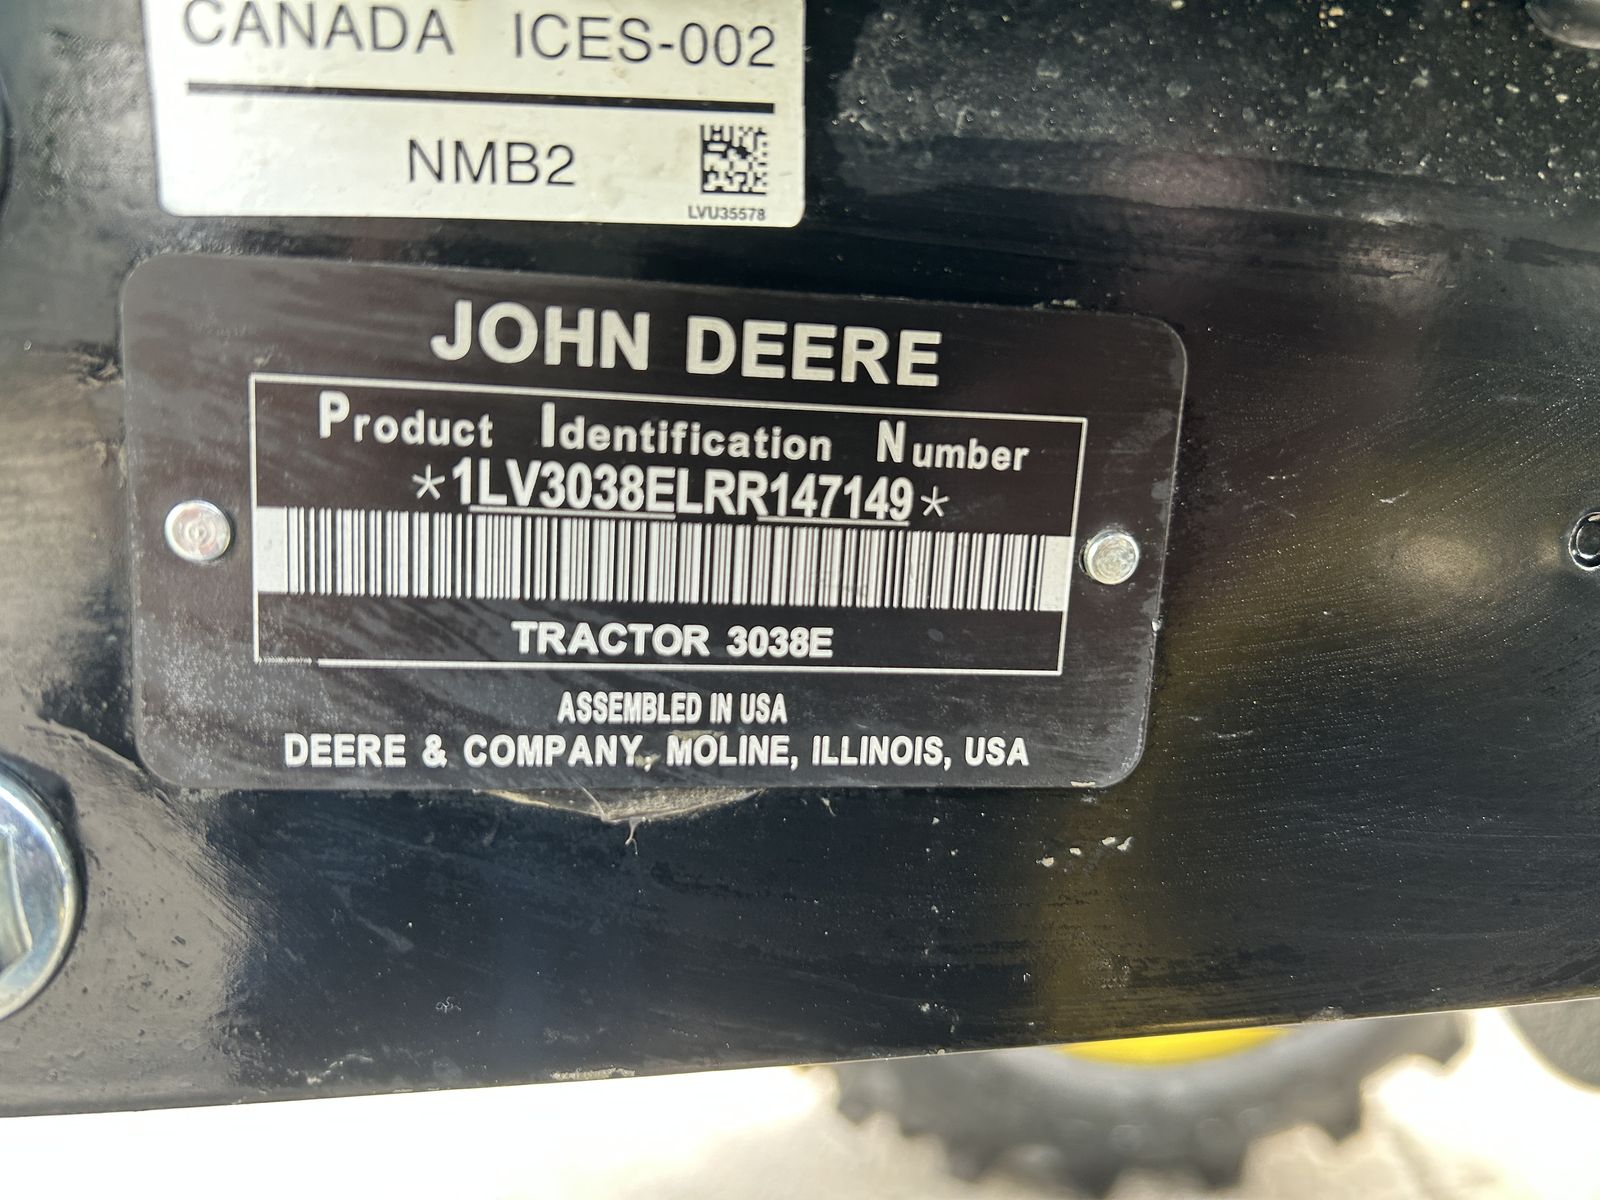 CANADA ICES-002
NMB2
LVU35578
JOHN DEERE
Product Identification Number
*1LV3038ELRR147149*
TRACTOR 3038E
ASSEMBLED IN USA
DEERE & COMPANY, MOLINE, ILLINOIS, USA